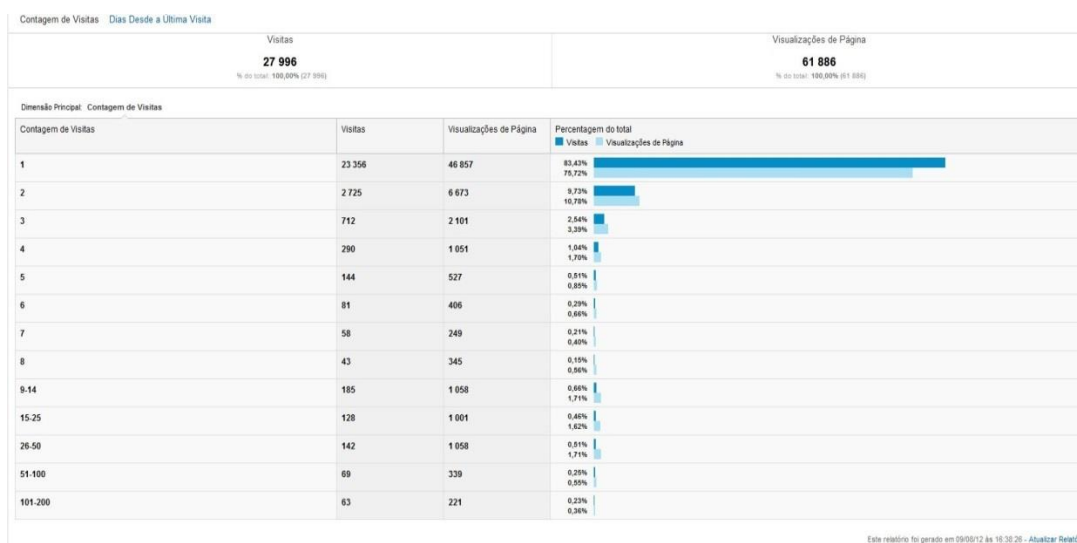 Contagem de Visitas Dias Desde a Última Visita
Visitas Visualizações de Página
27 996 61 886
% do total: 100,00% (27 996) % do total: 100,00% (61 886)
Dimensão Principal: Contagem de Visitas
Contagem de Visitas Visitas Visualizações de Página Percentagem do total
Visitas Visualizações de Página
1 23 356 46 857 83,43%
75,72%
2 2 725 6 673 9,73%
10,78%
3 712 2 101 2,54%
3,39%
4 290 1 051 1,04%
1,70%
5 144 527 0,51%
0,85%
6 81 406 0,29%
0,66%
7 58 249 0,21%
0,40%
8 43 345 0,15%
0,56%
9-14 185 1 058 0,66%
1,71%
15-25 128 1 001 0,46%
1,62%
26-50 142 1 058 0,51%
1,71%
51-100 69 339 0,25%
0,55%
101-200 63 221 0,23%
0,36%
Este relatório foi gerado em 09/08/12 às 16:38:26 - Atualizar Relató